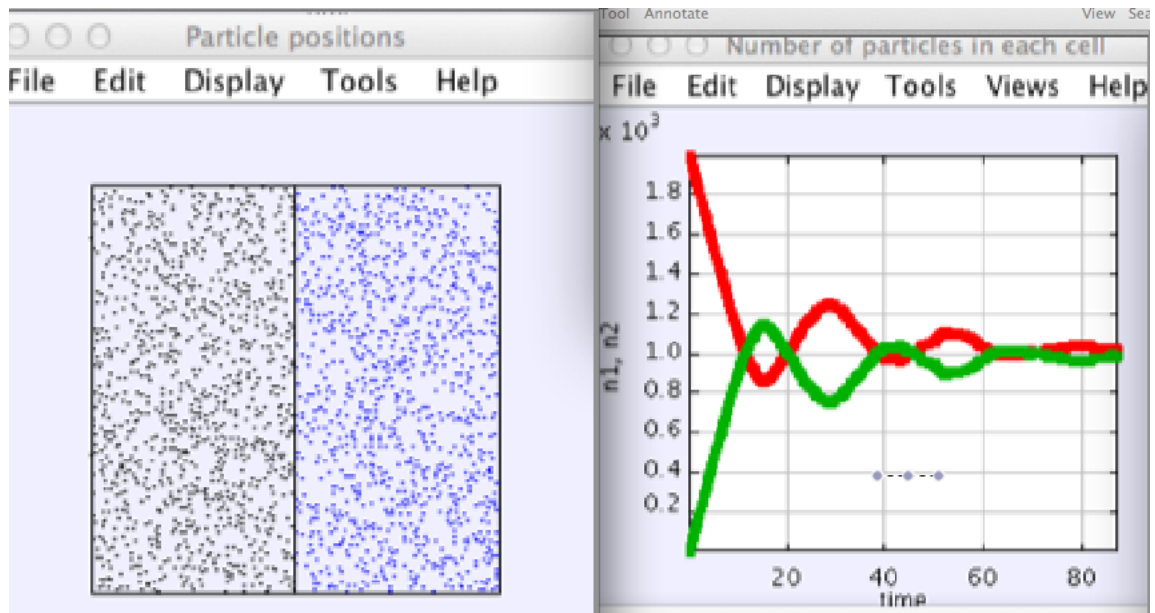 Particle positions
File Edit Display Tools Help
Tool Annotate View Sea
Number of particles in each cell
File Edit Display Tools Views Help
x 10³
1.8
1.6
1.4
1.2
1.0
0.8
0.6
0.4
0.2
n1, n2
20 40 60 80
time